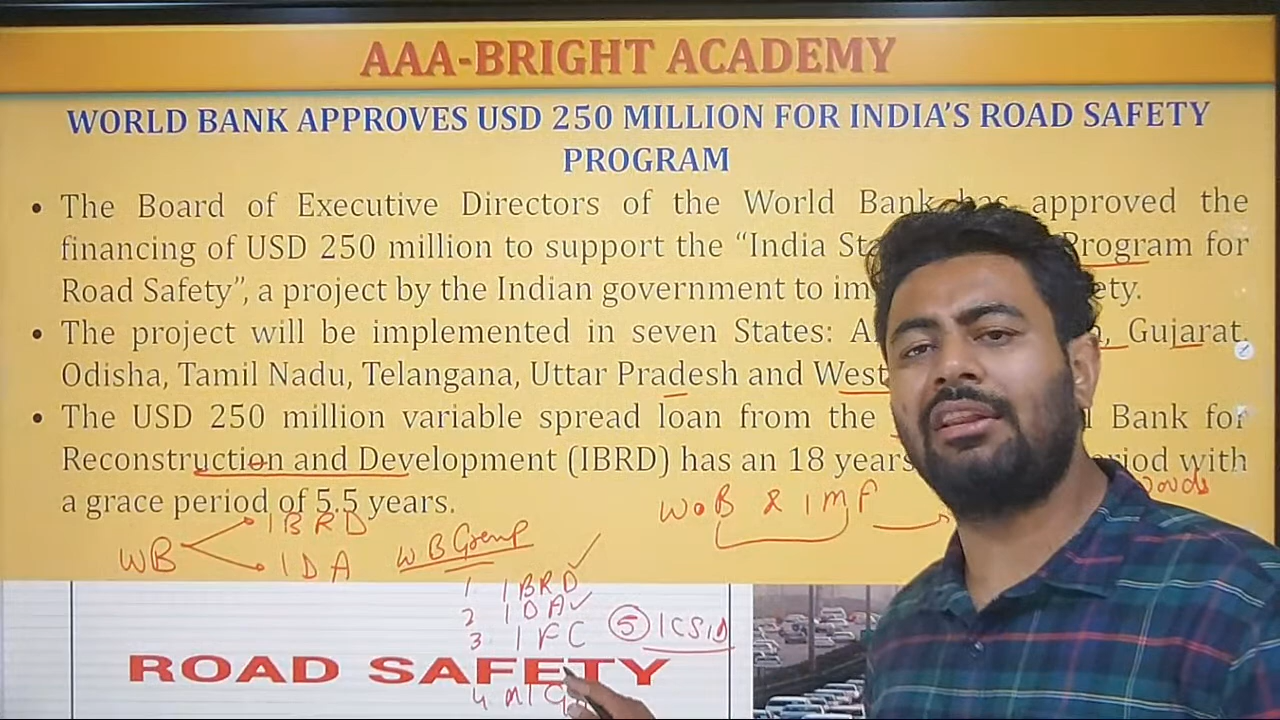 AAA-BRIGHT ACADEMY
WORLD BANK APPROVES USD 250 MILLION FOR INDIA'S ROAD SAFETY
PROGRAM
• The Board of Executive Directors of the World Bank has approved the
financing of USD 250 million to support the "India Program for
Road Safety", a project by the Indian government to
• The project will be implemented in seven States: Gujarat,
Odisha, Tamil Nadu, Telangana, Uttar Pradesh and West
• The USD 250 million variable spread loan from the Bank for
Reconstruction and Development (IBRD) has an 18 years with
a grace period of 5.5 years.
WoB & IMF
WB IBRD
IDA
WB Group
1 IBRD
2 IDA
3 IFC
5 ICSID
ROAD SAFETY
4